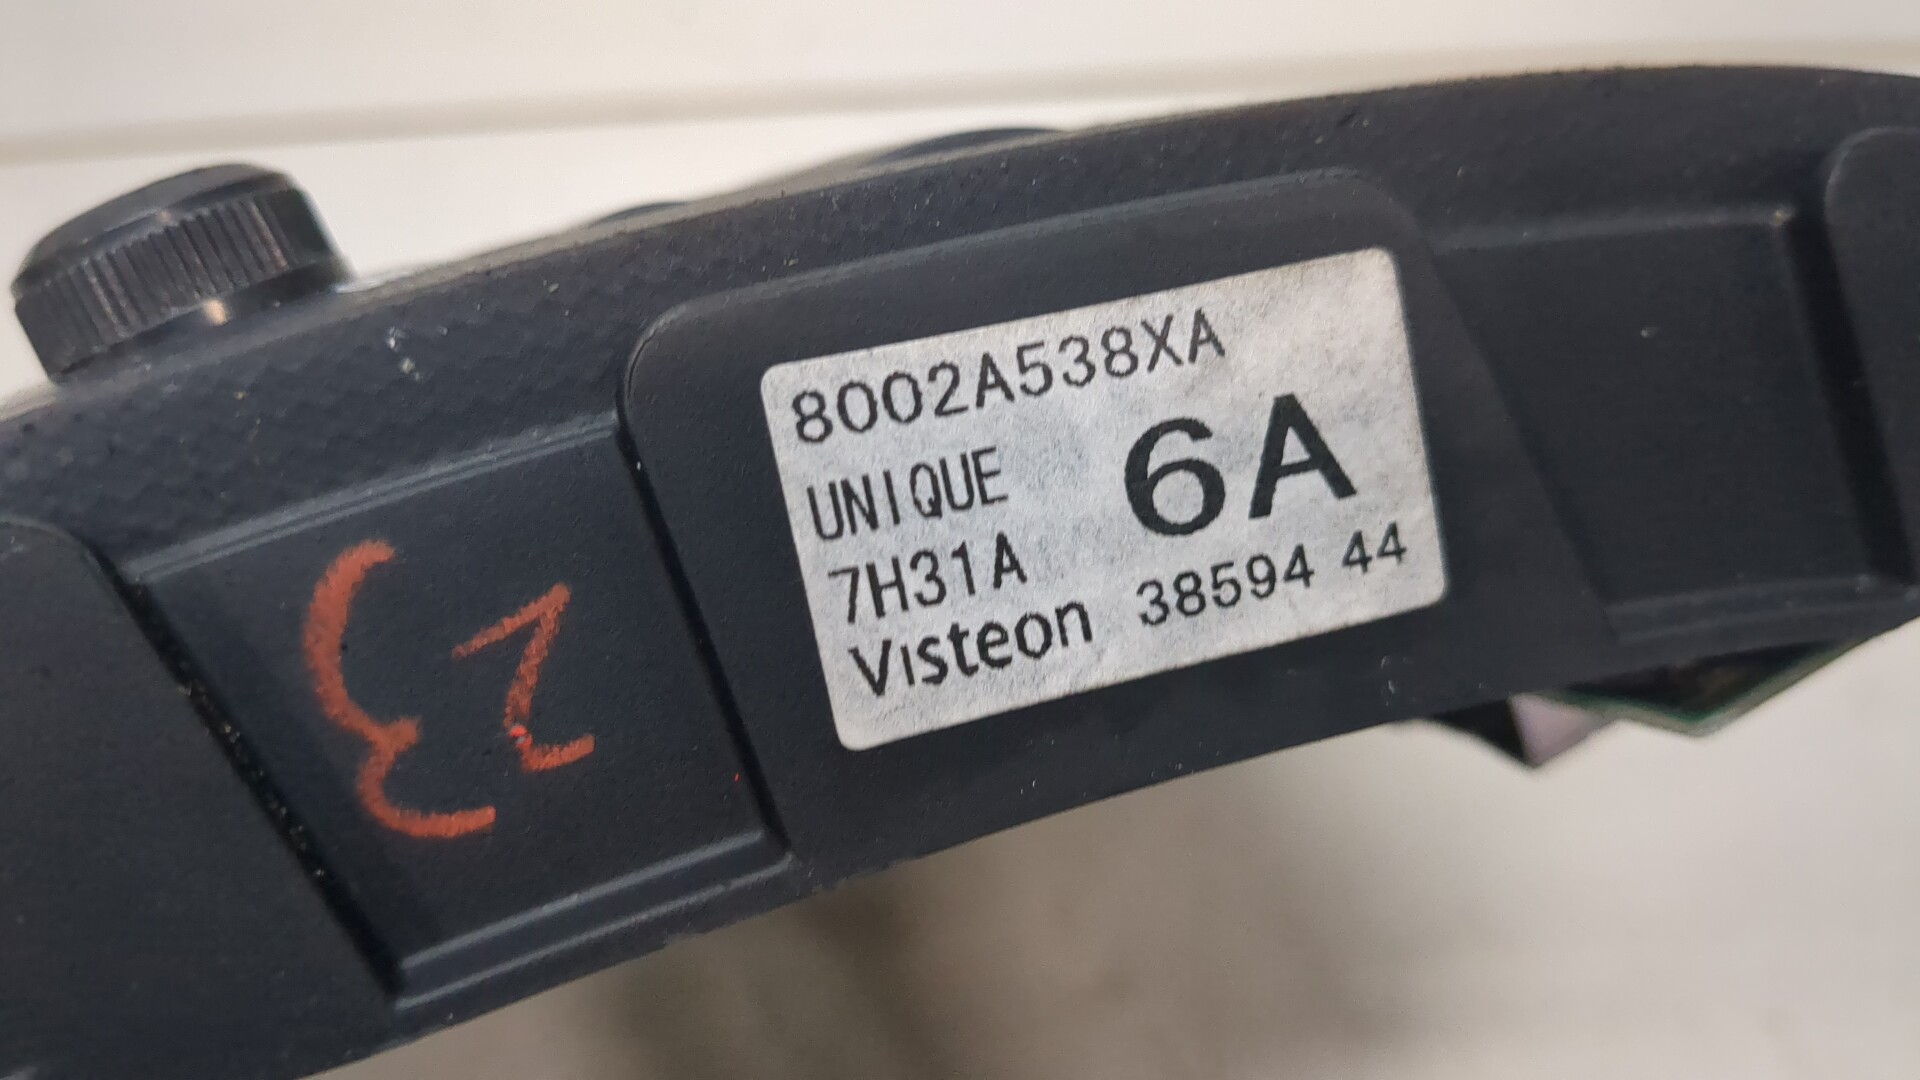 8002A538XA
UNIQUE
6A
7H31A
Visteon 38594 44